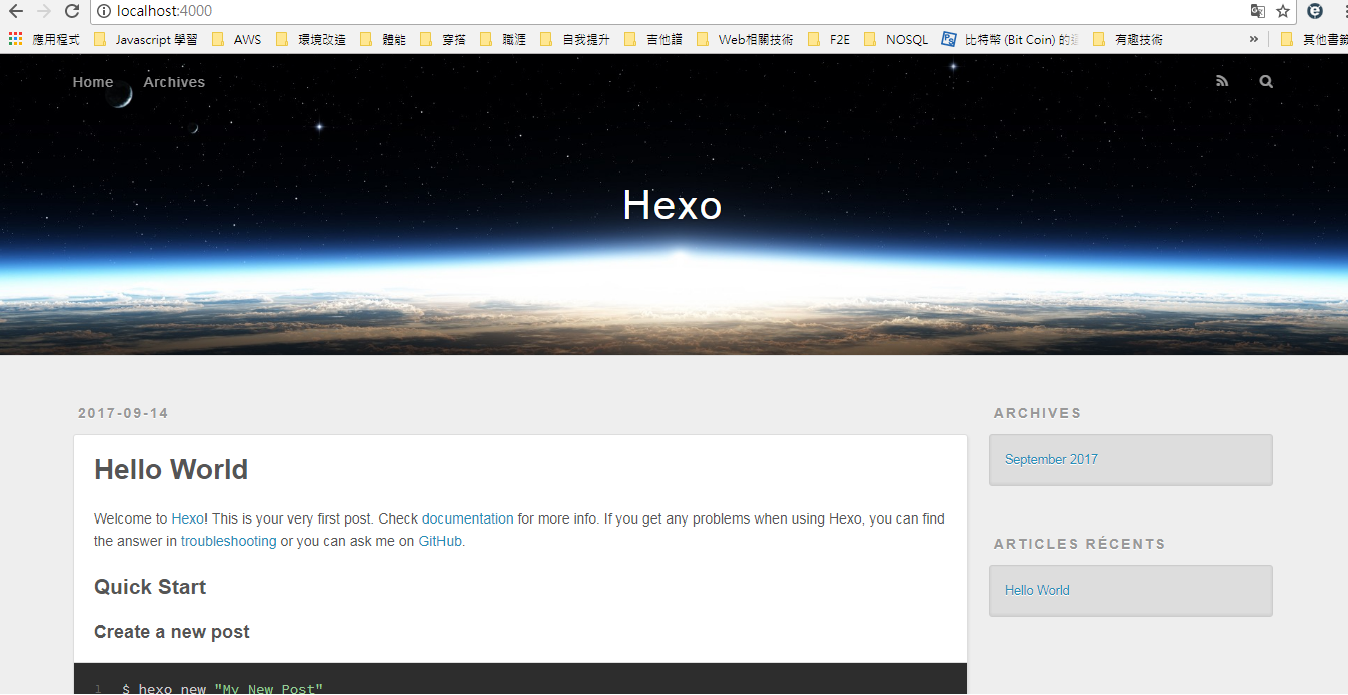 localhost:4000
應用程式 Javascript 學習 AWS 環境改造 體能 穿搭 職涯 自我提升 吉他譜 Web相關技術 F2E NOSQL 比特幣 (Bit Coin) 的 » 有趣技術 其他書籤
Home Archives
Hexo
2017-09-14
Hello World
Welcome to Hexo! This is your very first post. Check documentation for more info. If you get any problems when using Hexo, you can find
the answer in troubleshooting or you can ask me on GitHub.
Quick Start
Create a new post
1 $ hexo new "My New Post"
ARCHIVES
September 2017
ARTICLES RÉCENTS
Hello World